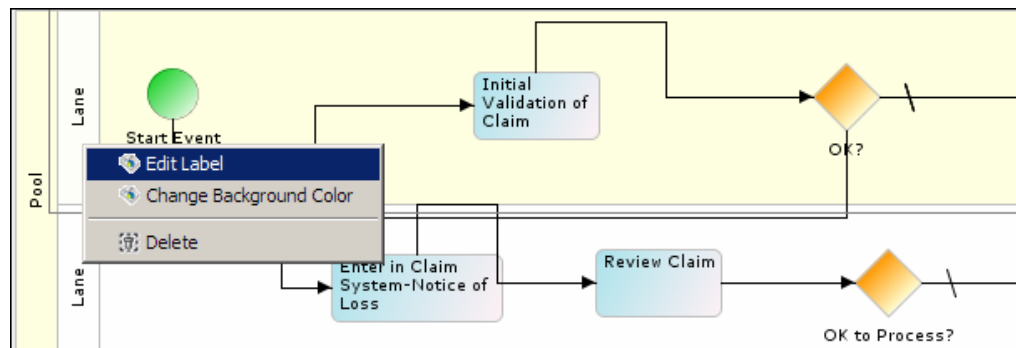 Pool
Lane
Start Event
Initial
Validation of
Claim
OK?
Edit Label
Change Background Color
Delete
Lane
Enter in Claim
System-Notice of
Loss
Review Claim
OK to Process?